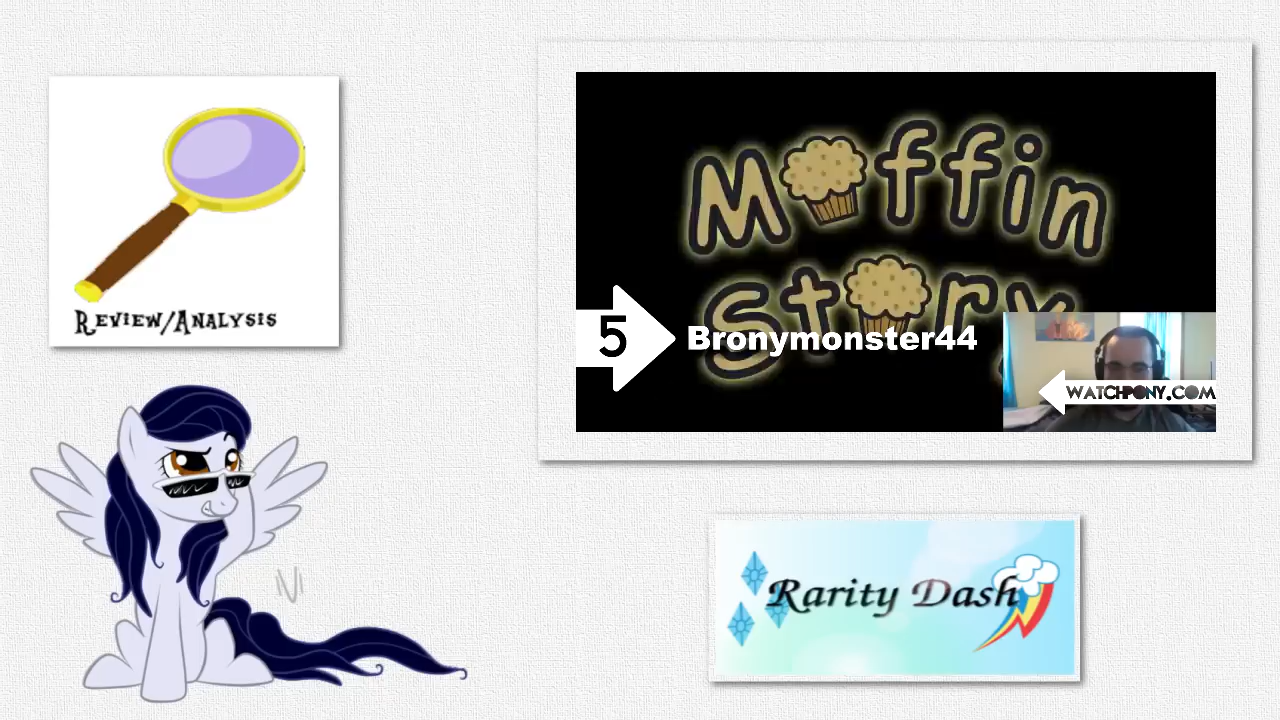 Review/Analysis
Muffin
Story
5
Bronymonster44
WATCHPONY.COM
Rarity Dash